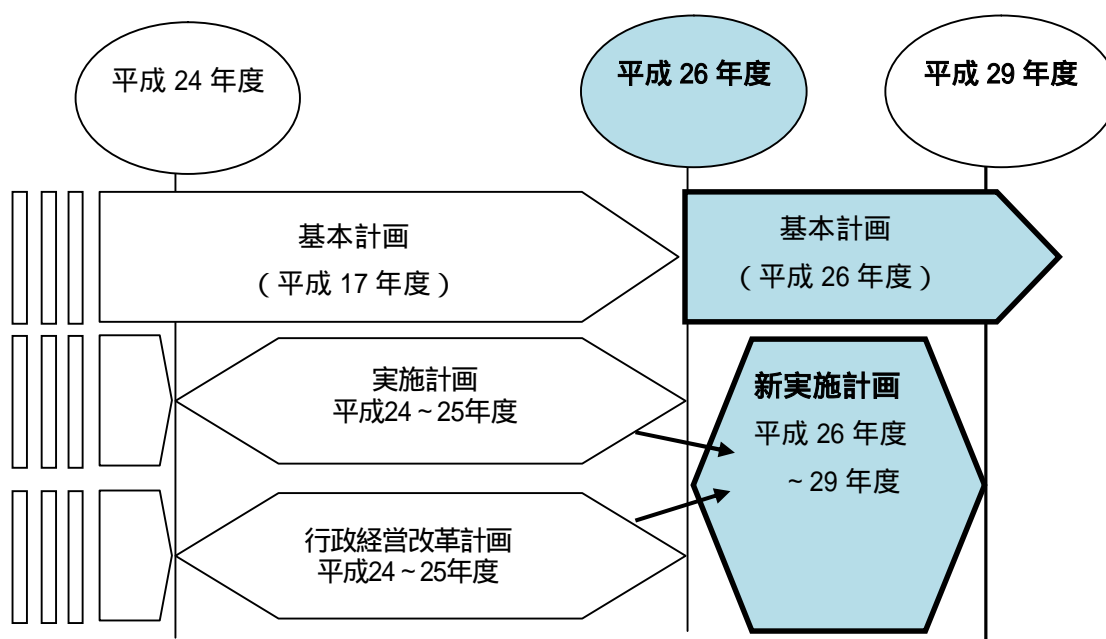 平成 24 年度
平成 26 年度
平成 29 年度
基本計画
（平成 17 年度）
基本計画
（平成 26 年度）
実施計画
平成24～25年度
新実施計画
平成 26 年度
～29 年度
行政経営改革計画
平成24～25年度